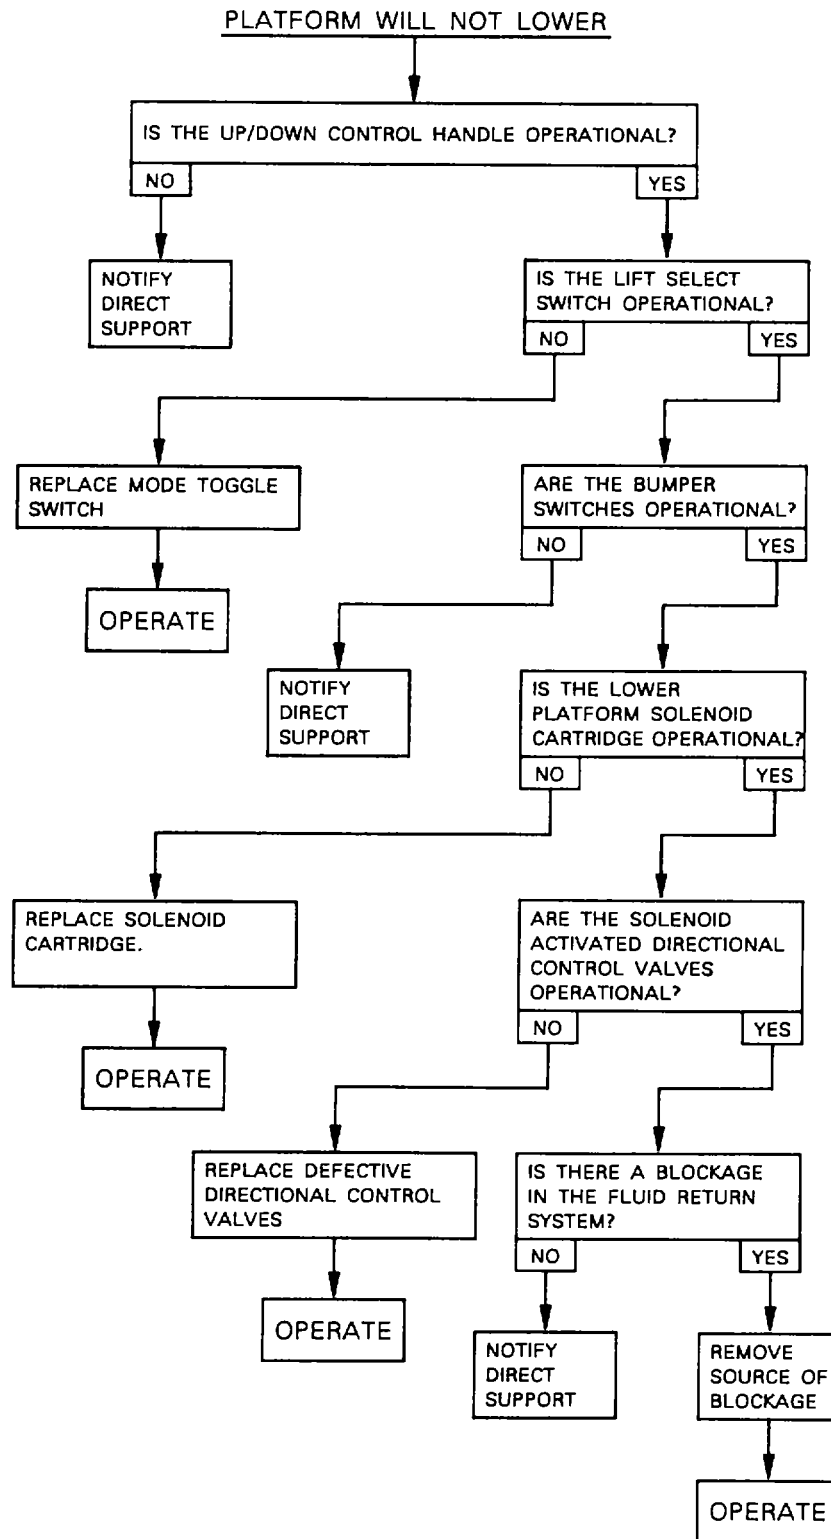 PLATFORM WILL NOT LOWER
IS THE UP/DOWN CONTROL HANDLE OPERATIONAL?
NO
YES
NOTIFY
DIRECT
SUPPORT
IS THE LIFT SELECT
SWITCH OPERATIONAL?
NO
YES
REPLACE MODE TOGGLE
SWITCH
OPERATE
ARE THE BUMPER
SWITCHES OPERATIONAL?
NO
YES
NOTIFY
DIRECT
SUPPORT
IS THE LOWER
PLATFORM SOLENOID
CARTRIDGE OPERATIONAL?
NO
YES
REPLACE SOLENOID
CARTRIDGE.
OPERATE
ARE THE SOLENOID
ACTIVATED DIRECTIONAL
CONTROL VALVES
OPERATIONAL?
NO
YES
REPLACE DEFECTIVE
DIRECTIONAL CONTROL
VALVES
OPERATE
IS THERE A BLOCKAGE
IN THE FLUID RETURN
SYSTEM?
NO
YES
NOTIFY
DIRECT
SUPPORT
REMOVE
SOURCE OF
BLOCKAGE
OPERATE